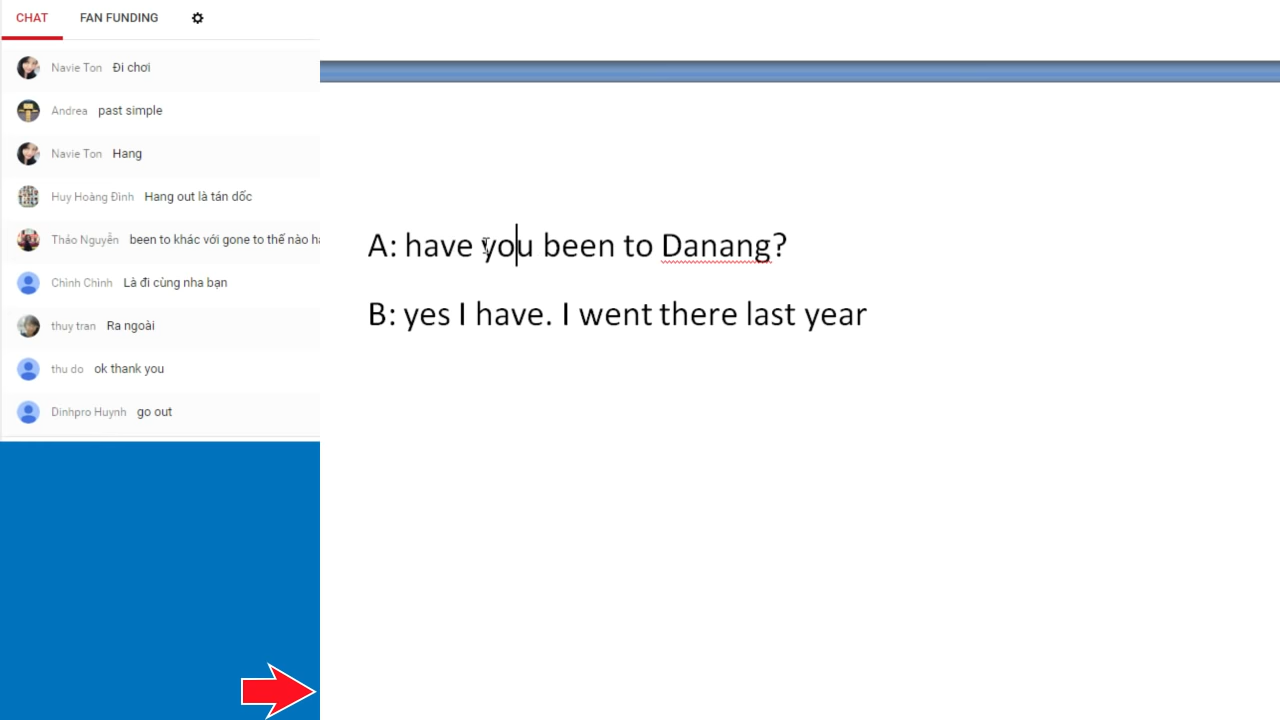 CHAT FAN FUNDING
Navie Ton Đi chơi
Andrea past simple
Navie Ton Hang
Huy Hoàng Đình Hang out là tán dốc
Thảo Nguyễn been to khác với gone to thế nào
Chỉnh Chỉnh Là đi cùng nha bạn
thuy tran Ra ngoài
thu do ok thank you
Dinhpro Huynh go out
A: have you been to Danang?
B: yes I have. I went there last year